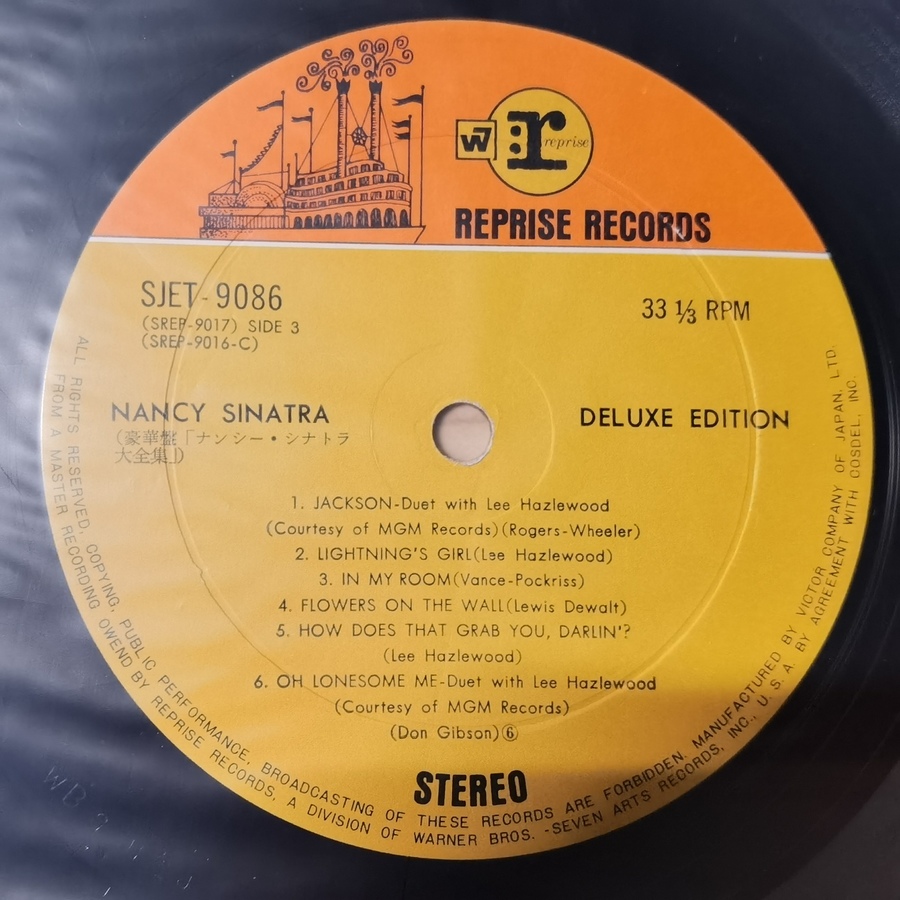 W7
r:
reprise
REPRISE RECORDS
SJET-9086
(SREP-9017) SIDE 3
(SREP-9016-C)
33 1/3 RPM
NANCY SINATRA
(豪華盤「ナンシー・シナトラ
大全集」)
DELUXE EDITION
1. JACKSON-Duet with Lee Hazlewood
(Courtesy of MGM Records)(Rogers-Wheeler)
2. LIGHTNING'S GIRL(Lee Hazlewood)
3. IN MY ROOM(Vance-Pockriss)
4. FLOWERS ON THE WALL(Lewis Dewalt)
5. HOW DOES THAT GRAB YOU, DARLIN'?
(Lee Hazlewood)
6. OH LONESOME ME-Duet with Lee Hazlewood
(Courtesy of MGM Records)
(Don Gibson)⑥
STEREO
ALL RIGHTS RESERVED, COPYING, PUBLIC PERFORMANCE, BROADCASTING OF THESE RECORDS ARE FORBIDDEN. MANUFACTURED BY VICTOR COMPANY OF JAPAN, LTD.
FROM A MASTER RECORDING OWEND BY REPRISE RECORDS, A DIVISION OF WARNER BROS. -SEVEN ARTS RECORDS, INC., U. S. A. BY AGREEMENT WITH COSDEL, INC.
WB